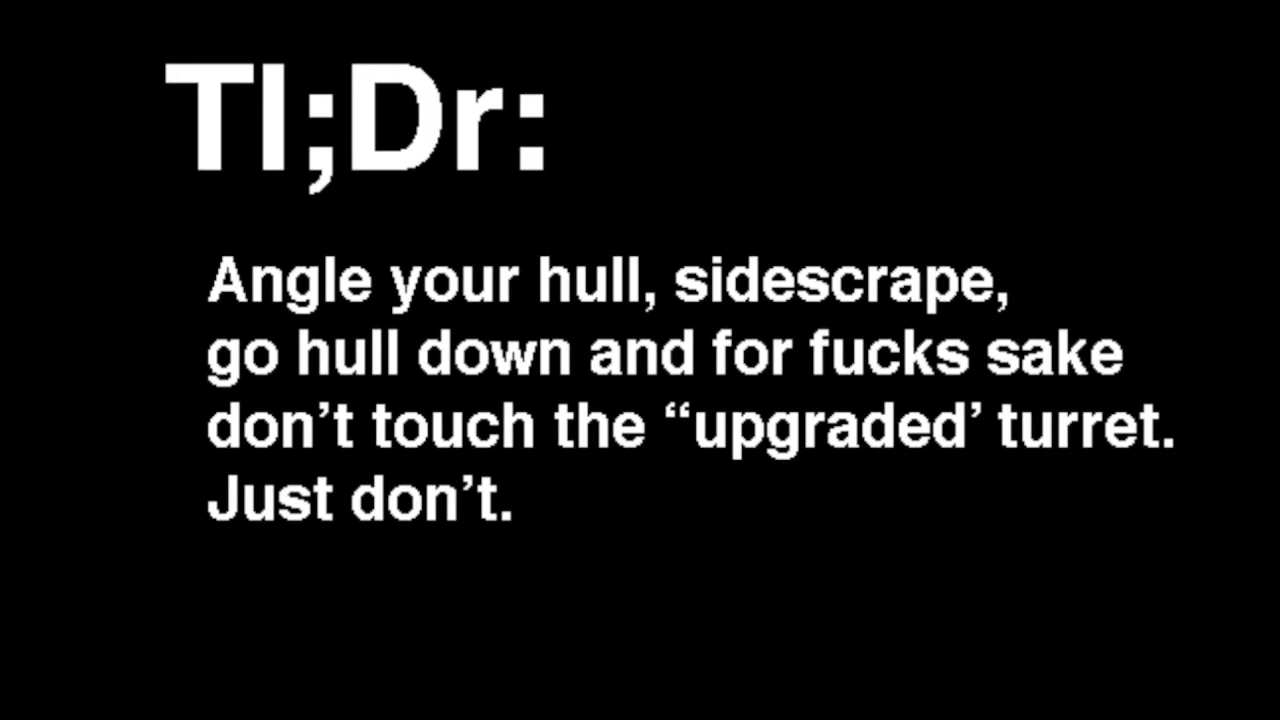 Tl;Dr:
Angle your hull, sidescrape,
go hull down and for fucks sake
don’t touch the “upgraded’ turret.
Just don’t.